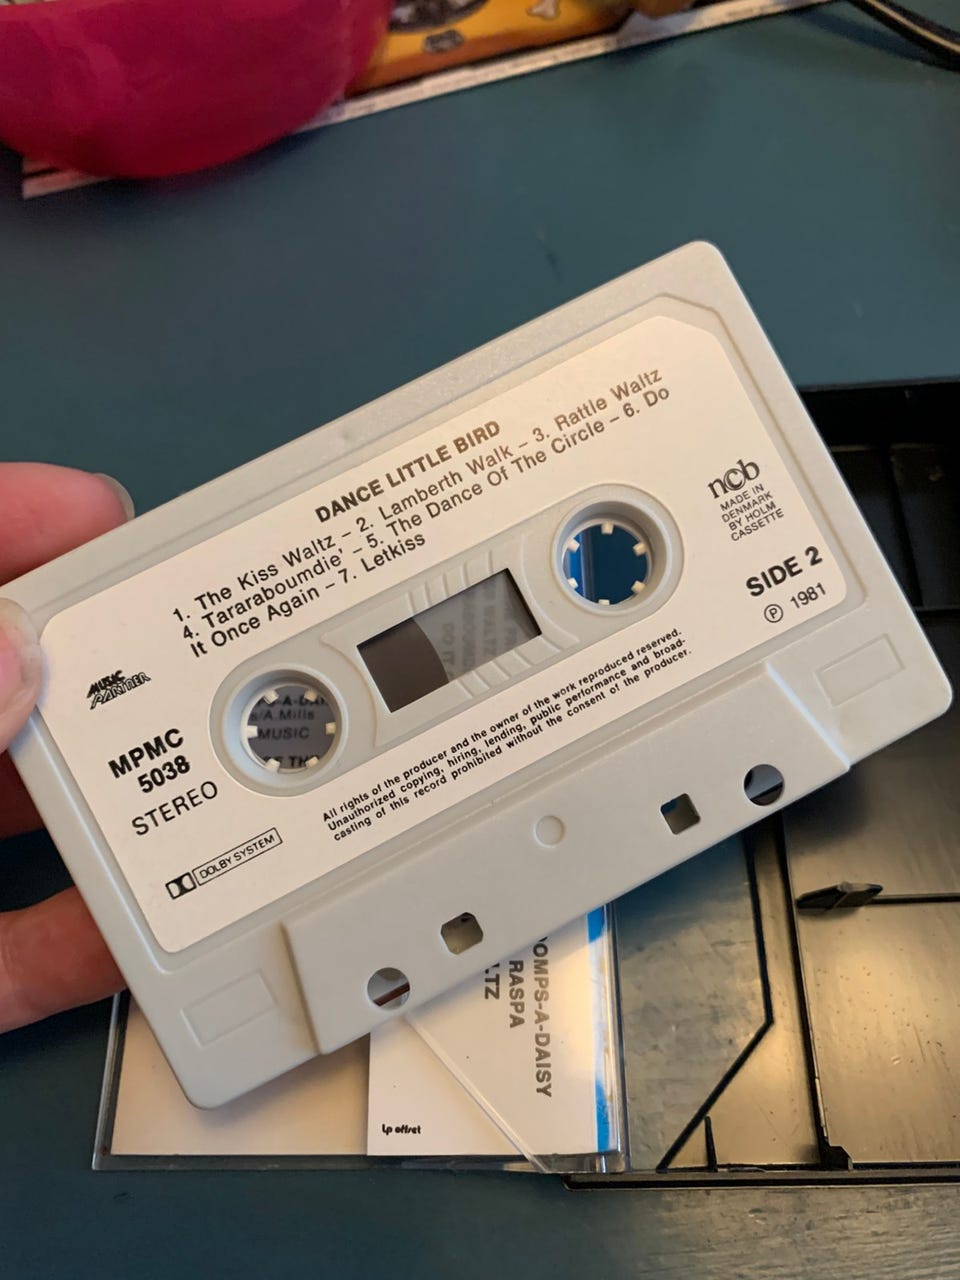 DANCE LITTLE BIRD
1. The Kiss Waltz – 2. Lamberth Walk – 3. Rattle Waltz
4. Tararaboumdie' – 5. The Dance Of The Circle – 6. Do
It Once Again – 7. Letkiss
ncb
MADE IN
DENMARK
BY HOLM
CASSETTE
SIDE 2
Ⓟ 1981
MUSIC
PARTNER
MPMC
5038
STEREO
DOLBY SYSTEM
All rights of the producer and the owner of the work reproduced reserved.
Unauthorized copying, hiring, lending, public performance and broad-
casting of this record prohibited without the consent of the producer.
s/A.Mills
MUSIC
OMPS-A-DAISY
RASPA
Lp offset